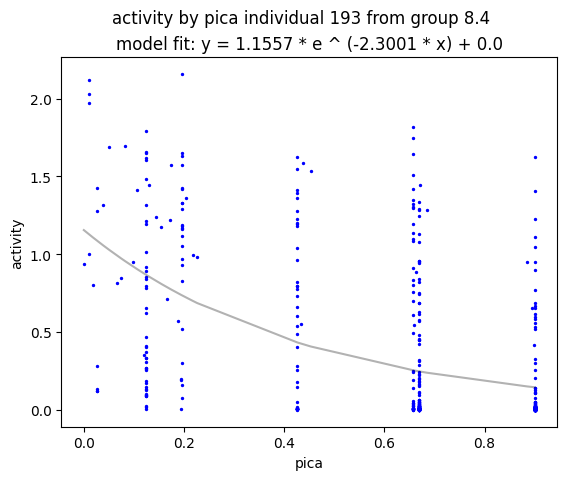 activity by pica individual 193 from group 8.4
model fit: y = 1.1557 * e ^ (-2.3001 * x) + 0.0
2.0
1.5
1.0
0.5
0.0
activity
0.0 0.2 0.4 0.6 0.8
pica